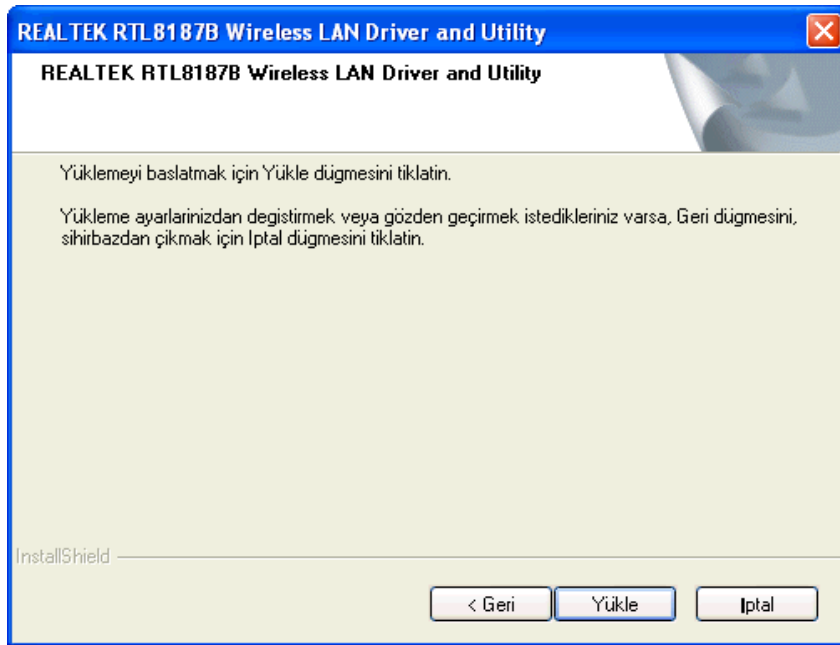 REALTEK RTL8187B Wireless LAN Driver and Utility
REALTEK RTL8187B Wireless LAN Driver and Utility
Yüklemeyi baslatmak için Yükle dügmesini tiklatin.
Yükleme ayarlarinizdan degistirmek veya gözden geçirmek istedikleriniz varsa, Geri dügmesini,
sihirbazdan çikmak için Iptal dügmesini tiklatin.
InstallShield
< Geri Yükle Iptal